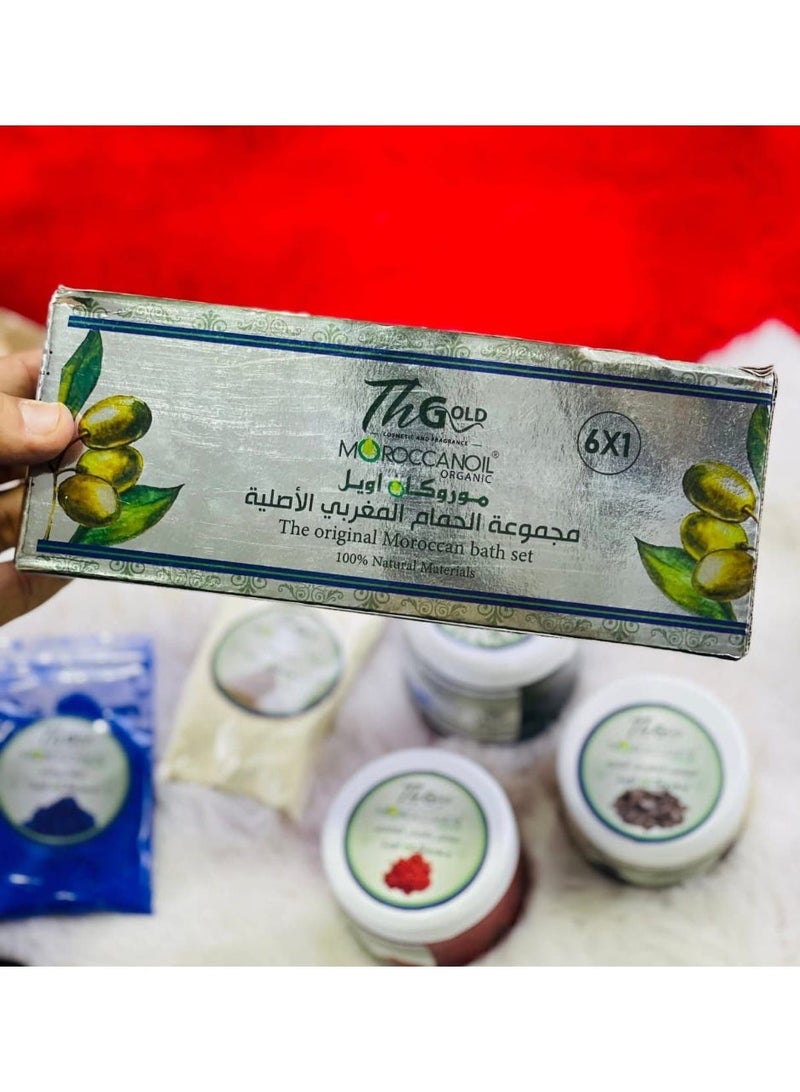 ThGOLD
COSMETIC AND FRAGRANCE
MOROCCANOIL®
ORGANIC
موروكان اويل
مجموعة الحمام المغربي الأصلية
The original Moroccan bath set
100% Natural Materials
6X1